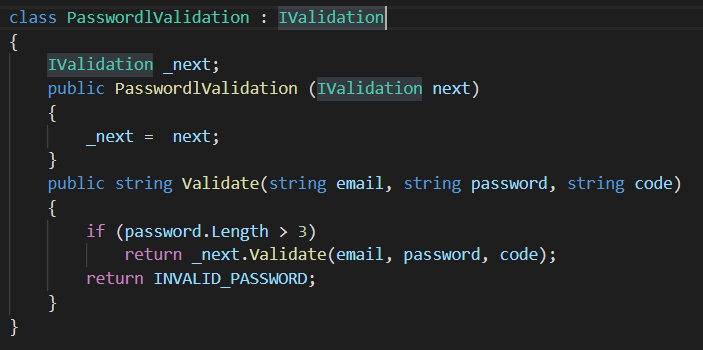 class PasswordlValidation : IValidation
{
    IValidation _next;
    public PasswordlValidation (IValidation next)
    {
        _next =  next;
    }
    public string Validate(string email, string password, string code)
    {
        if (password.Length > 3)
            return _next.Validate(email, password, code);
        return INVALID_PASSWORD;
    }
}